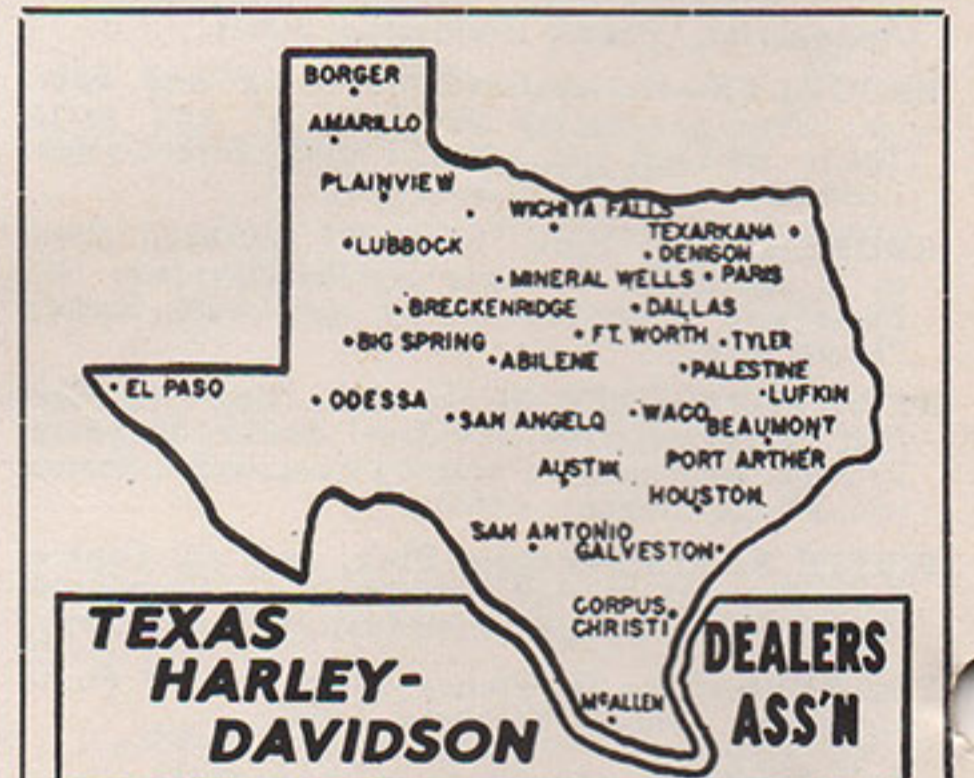 BORGER
AMARILLO
PLAINVIEW
WICHITA FALLS
TEXARKANA
LUBBOCK
DENISON
MINERAL WELLS
PARIS
BRECKENRIDGE
DALLAS
BIG SPRING
FT. WORTH
TYLER
ABILENE
PALESTINE
EL PASO
LUFKIN
ODESSA
SAN ANGELO
WACO
BEAUMONT
AUSTIN
PORT ARTHER
HOUSTON
SAN ANTONIO
GALVESTON
CORPUS
CHRISTI
McALLEN
TEXAS
HARLEY-
DAVIDSON
DEALERS
ASS'N